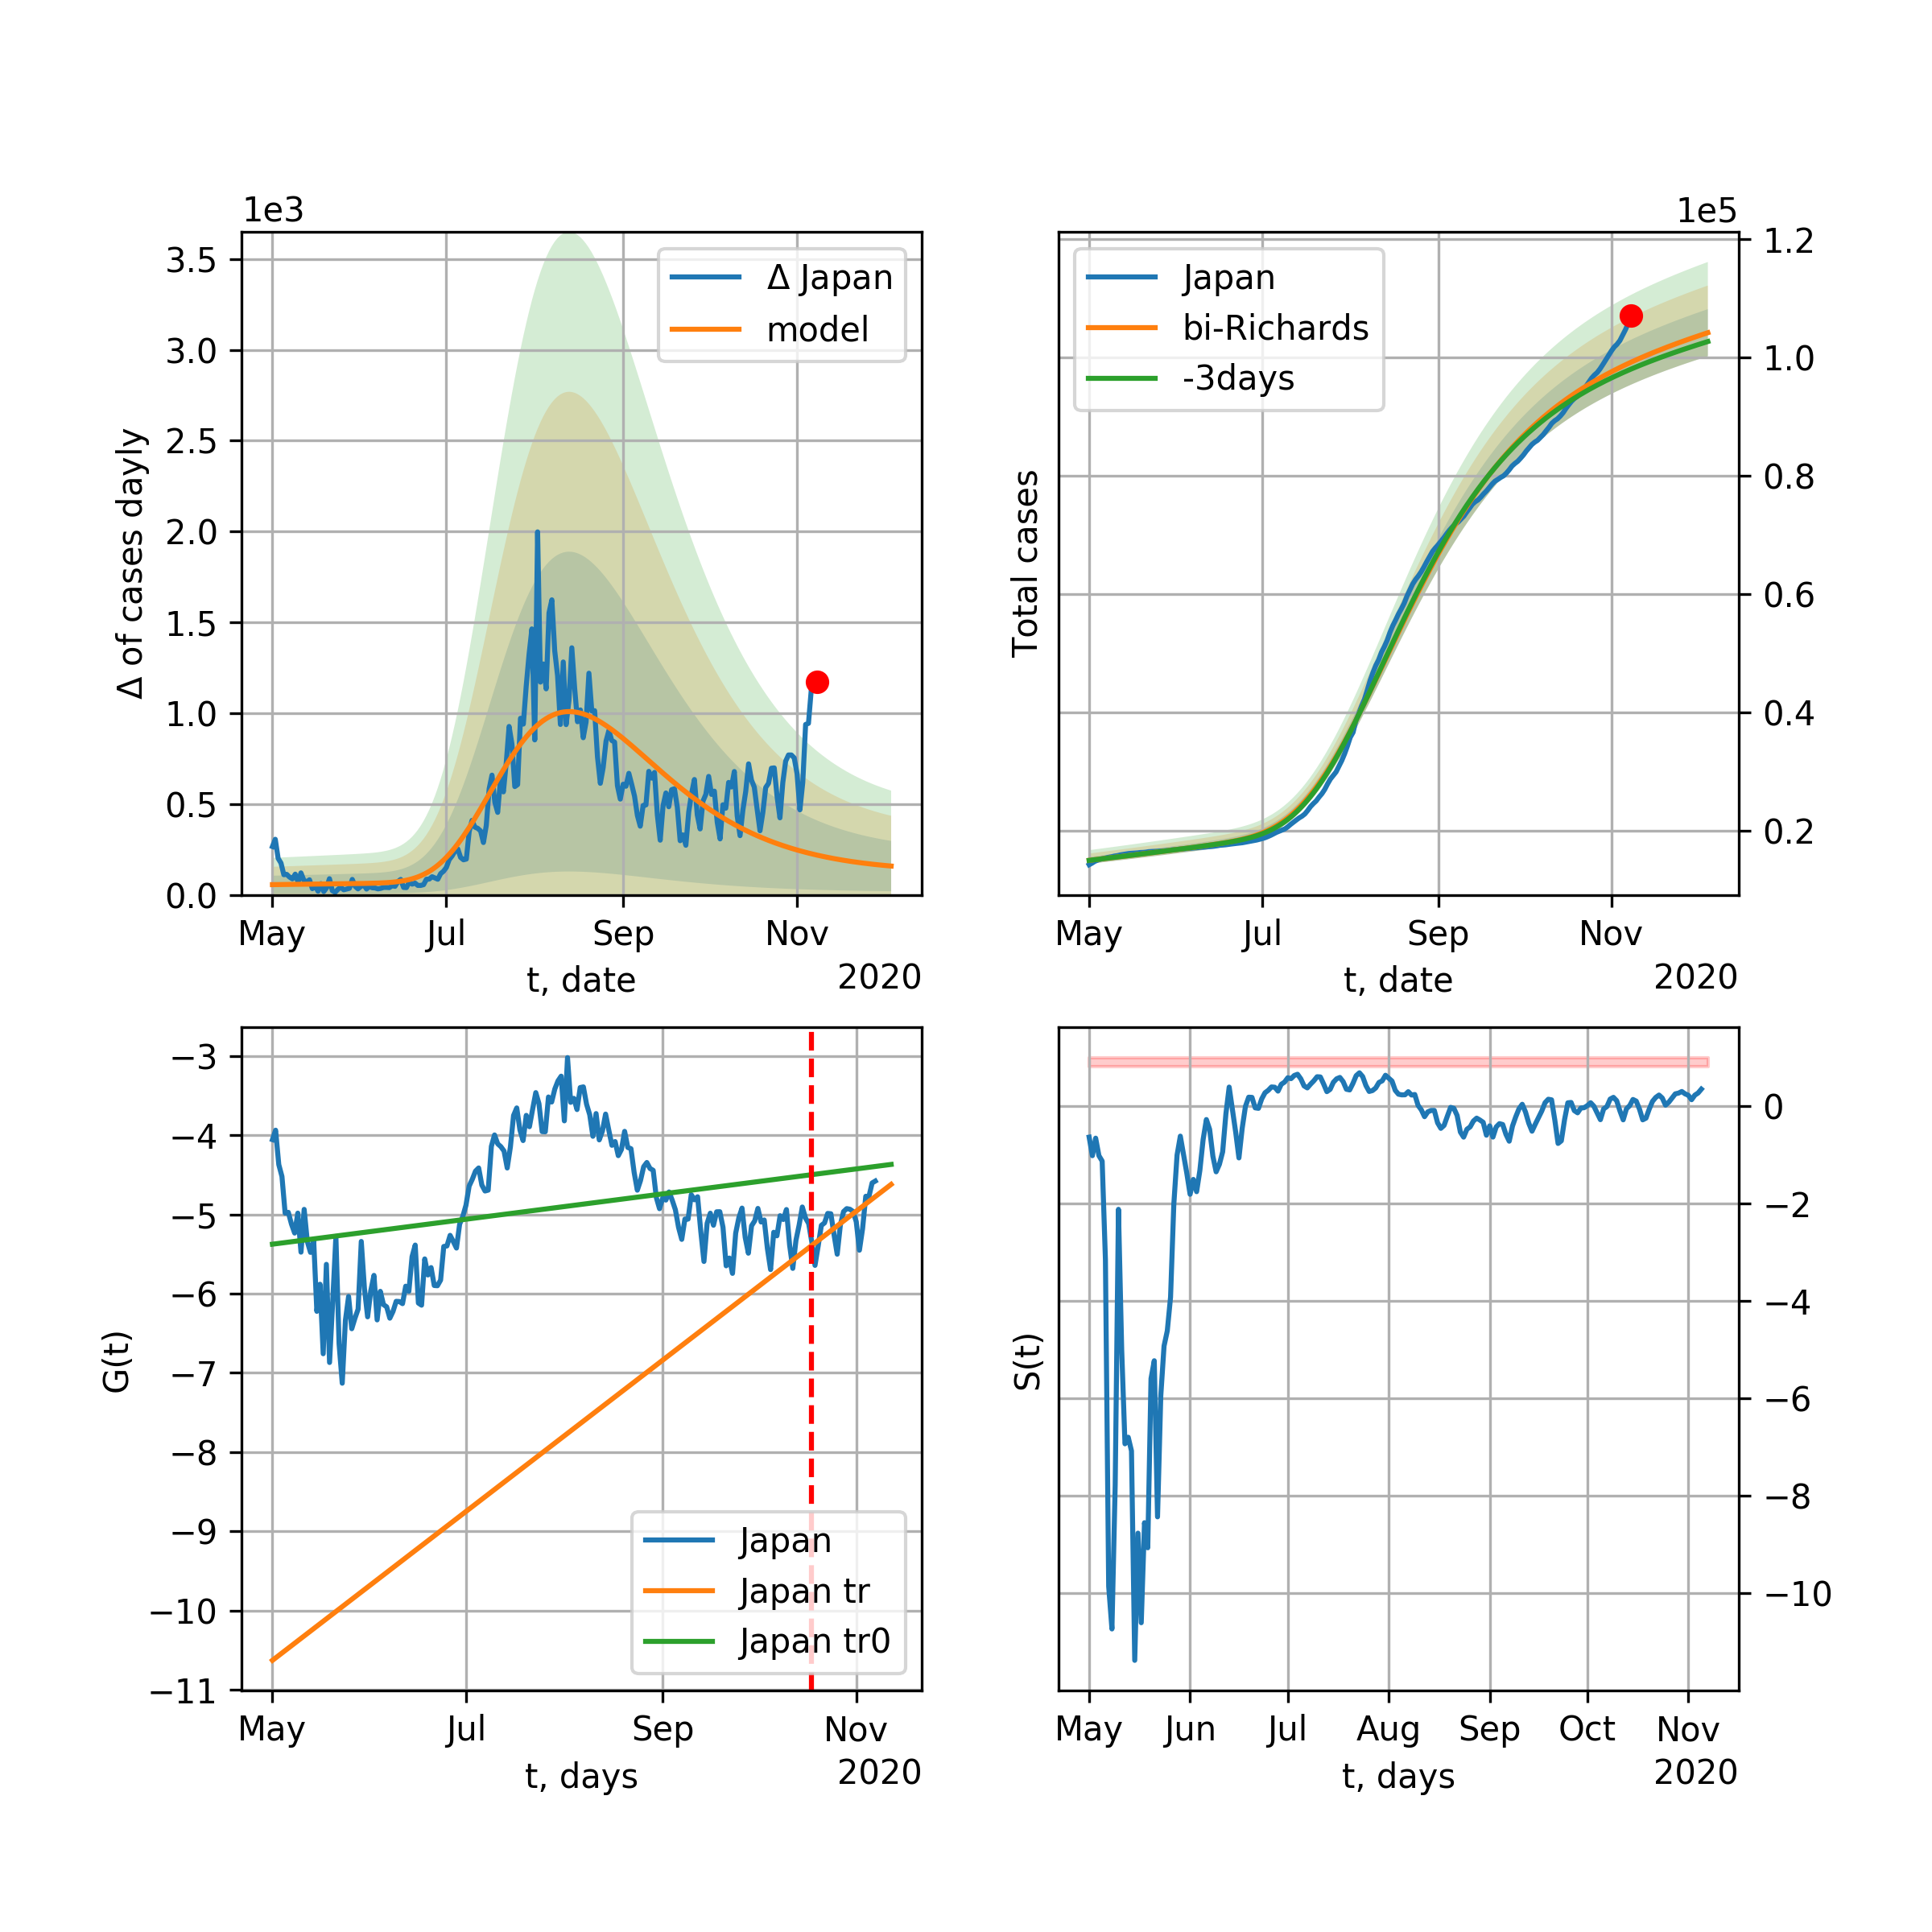 1e3
3.5
3.0
2.5
2.0
1.5
1.0
0.5
0.0
Δ of cases dayly
Δ Japan
model
May Jul Sep Nov
t, date
2020
1e5
1.2
1.0
0.8
0.6
0.4
0.2
Total cases
Japan
bi-Richards
-3days
May Jul Sep Nov
t, date
2020
−3
−4
−5
−6
−7
−8
−9
−10
−11
G(t)
Japan
Japan tr
Japan tr0
May Jul Sep Nov
t, days
2020
0
−2
−4
−6
−8
−10
S(t)
May Jun Jul Aug Sep Oct Nov
t, days
2020